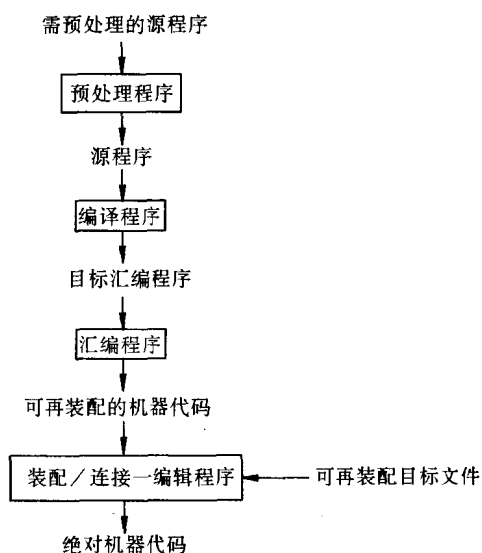 需预处理的源程序
预处理程序
源程序
编译程序
目标汇编程序
汇编程序
可再装配的机器代码
装配／连接一编辑程序
可再装配目标文件
绝对机器代码